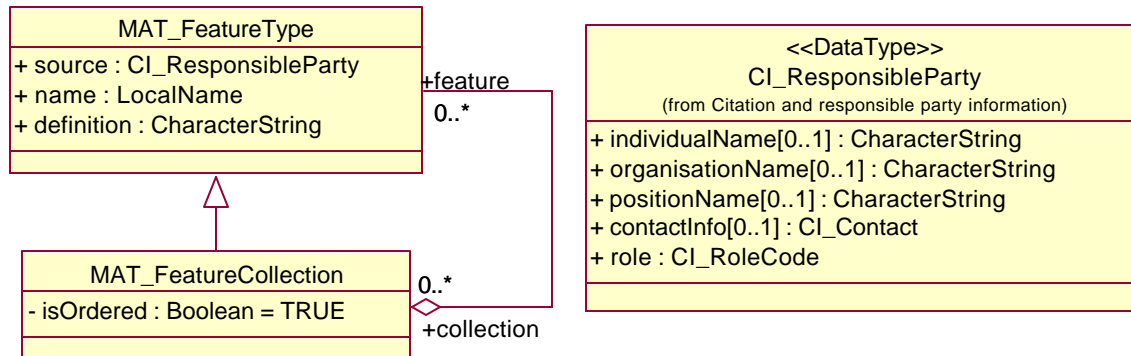 MAT_FeatureType
+ source : CI_ResponsibleParty
+ name : LocalName
+ definition : CharacterString
+feature
0..*
MAT_FeatureCollection
- isOrdered : Boolean = TRUE
0..*
+collection
<<DataType>>
CI_ResponsibleParty
(from Citation and responsible party information)
+ individualName[0..1] : CharacterString
+ organisationName[0..1] : CharacterString
+ positionName[0..1] : CharacterString
+ contactInfo[0..1] : CI_Contact
+ role : CI_RoleCode